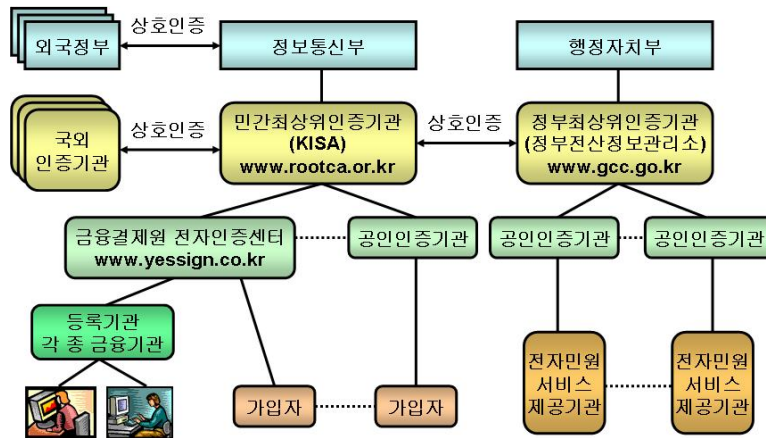 외국정부
상호인증
정보통신부
행정자치부
국외
인증기관
상호인증
민간최상위인증기관
(KISA)
www.rootca.or.kr
상호인증
정부최상위인증기관
(정부전산정보관리소)
www.gcc.go.kr
금융결제원 전자인증센터
www.yessign.co.kr
공인인증기관
공인인증기관
공인인증기관
등록기관
각 종 금융기관
가입자
가입자
전자민원
서비스
제공기관
전자민원
서비스
제공기관